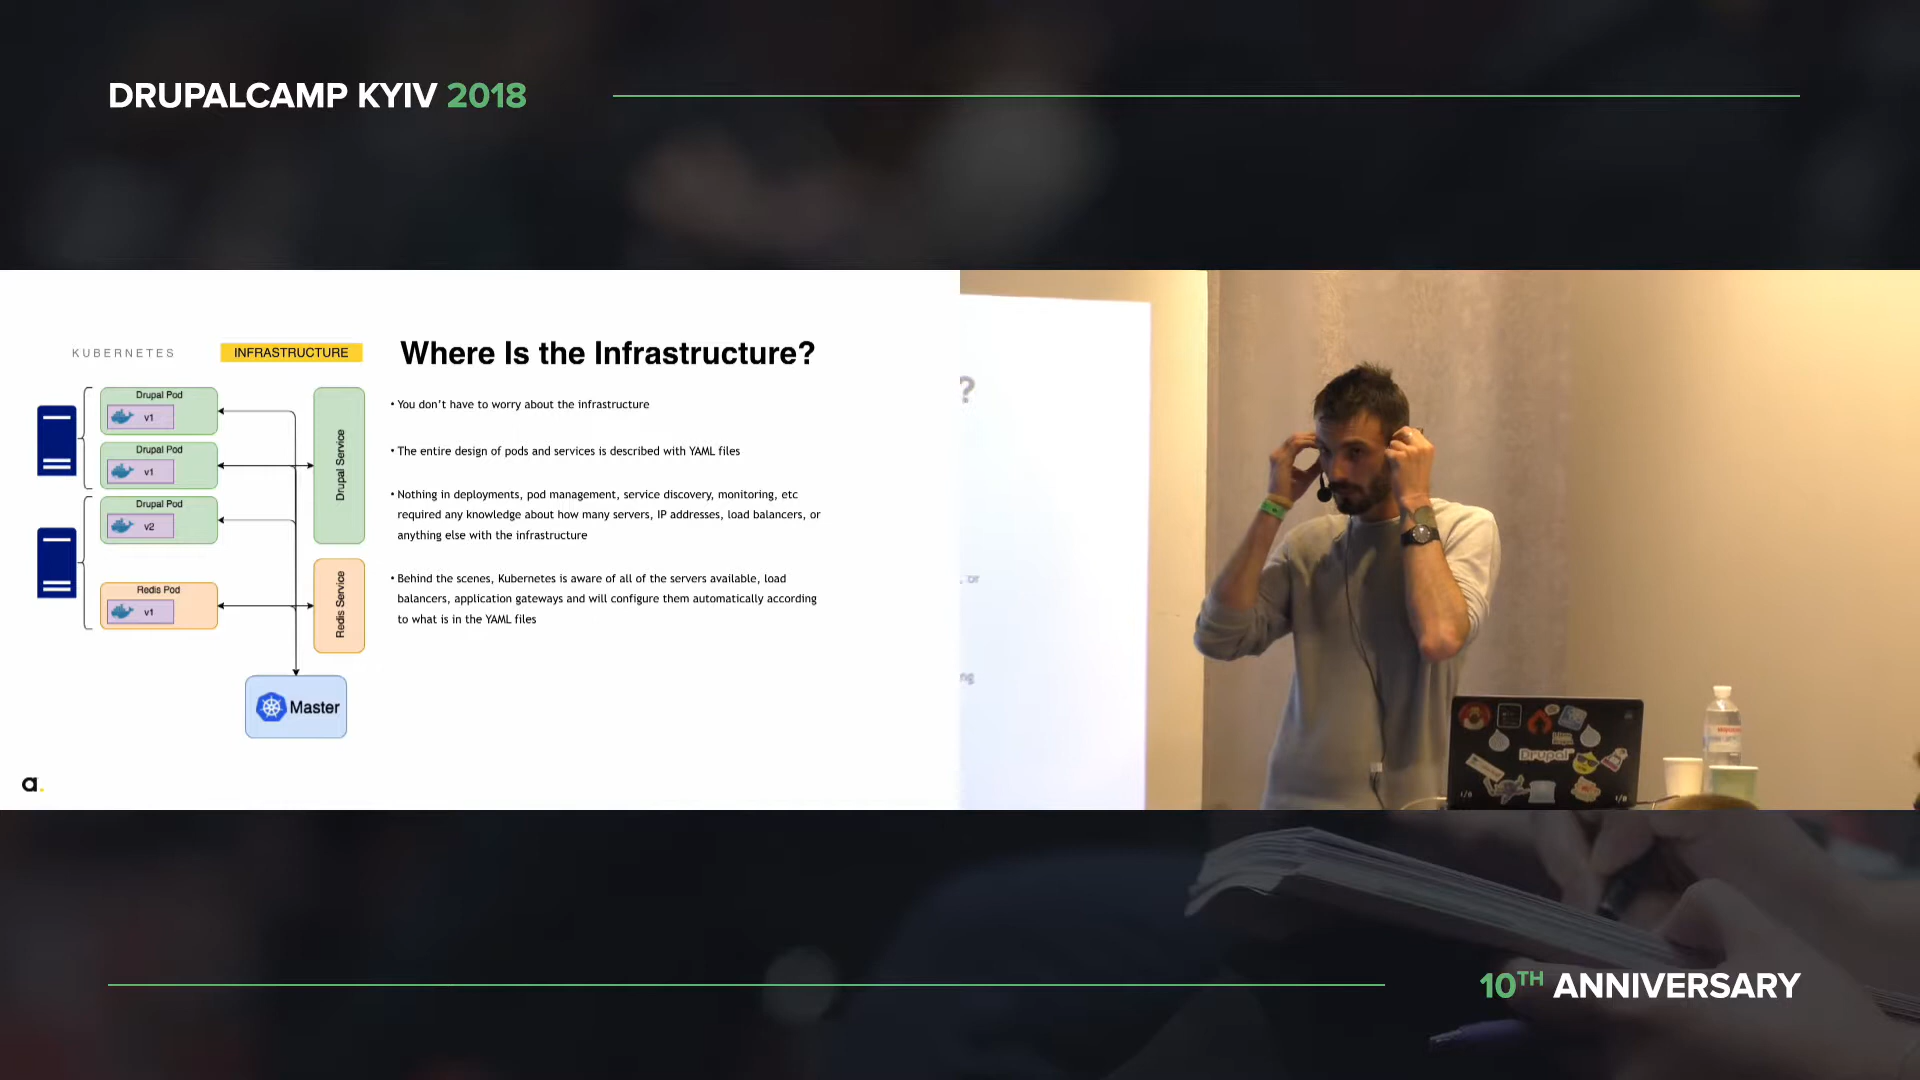 DRUPALCAMP KYIV 2018
KUBERNETES
INFRASTRUCTURE
Where Is the Infrastructure?
Drupal Pod
v1
Drupal Pod
v1
Drupal Pod
v2
Redis Pod
v1
Drupal Service
Redis Service
Master
• You don't have to worry about the infrastructure
• The entire design of pods and services is described with YAML files
• Nothing in deployments, pod management, service discovery, monitoring, etc
required any knowledge about how many servers, IP addresses, load balancers, or
anything else with the infrastructure
• Behind the scenes, Kubernetes is aware of all of the servers available, load
balancers, application gateways and will configure them automatically according
to what is in the YAML files
a.
?
or
ng
Drupal
10TH ANNIVERSARY